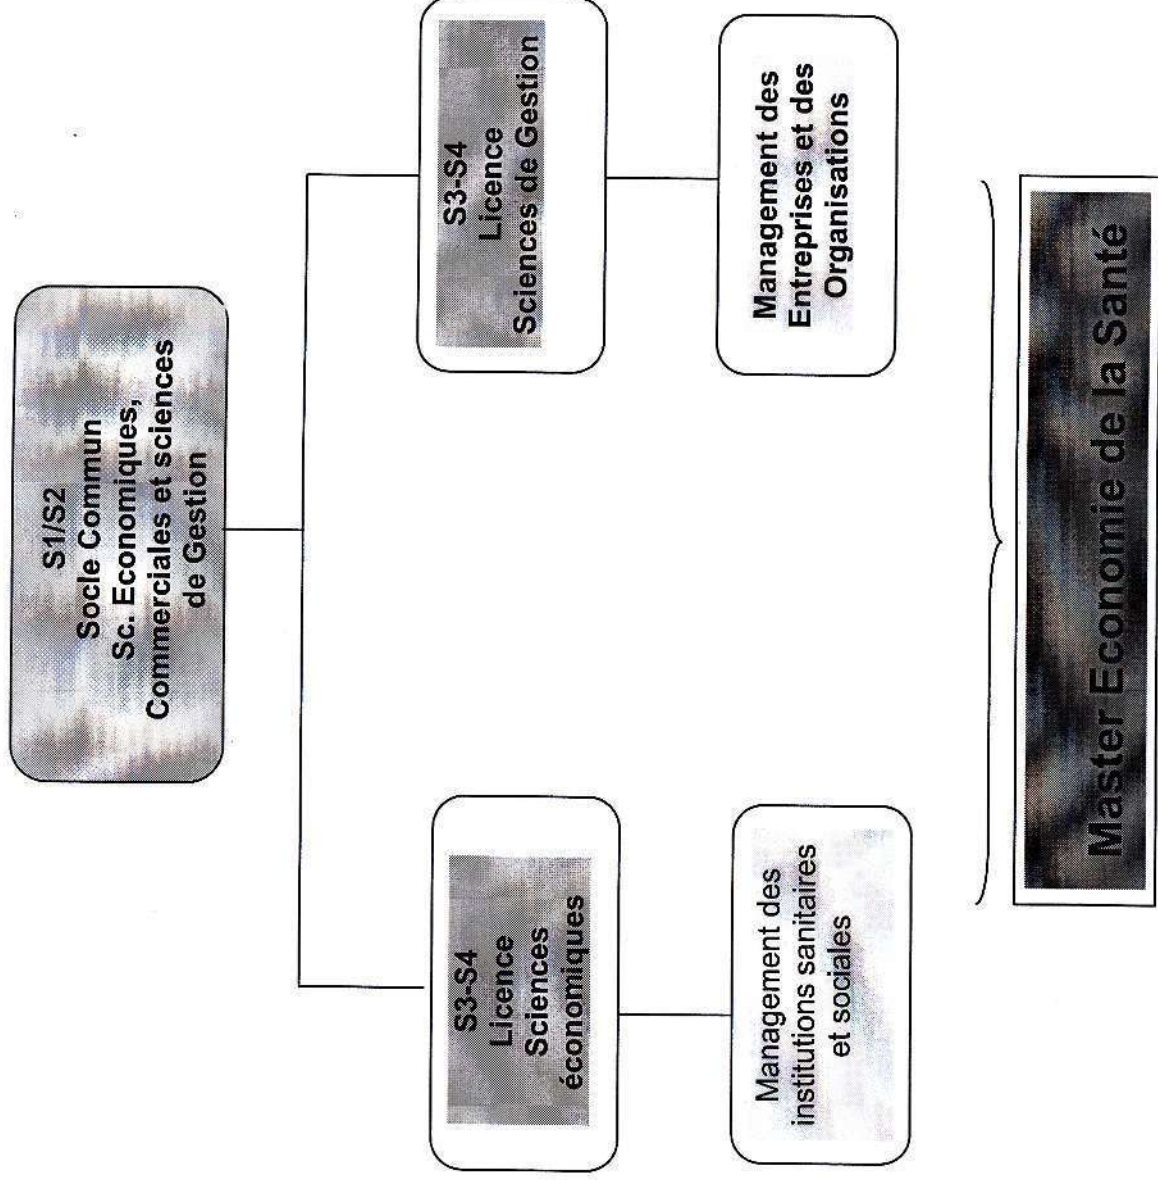 S1/S2
Socle Commun
Sc. Economiques,
Commerciales et sciences
de Gestion
S3-S4
Licence
Sciences
économiques
S3-S4
Licence
Sciences de Gestion
Management des
institutions sanitaires
et sociales
Management des
Entreprises et des
Organisations
Master Economie de la Santé